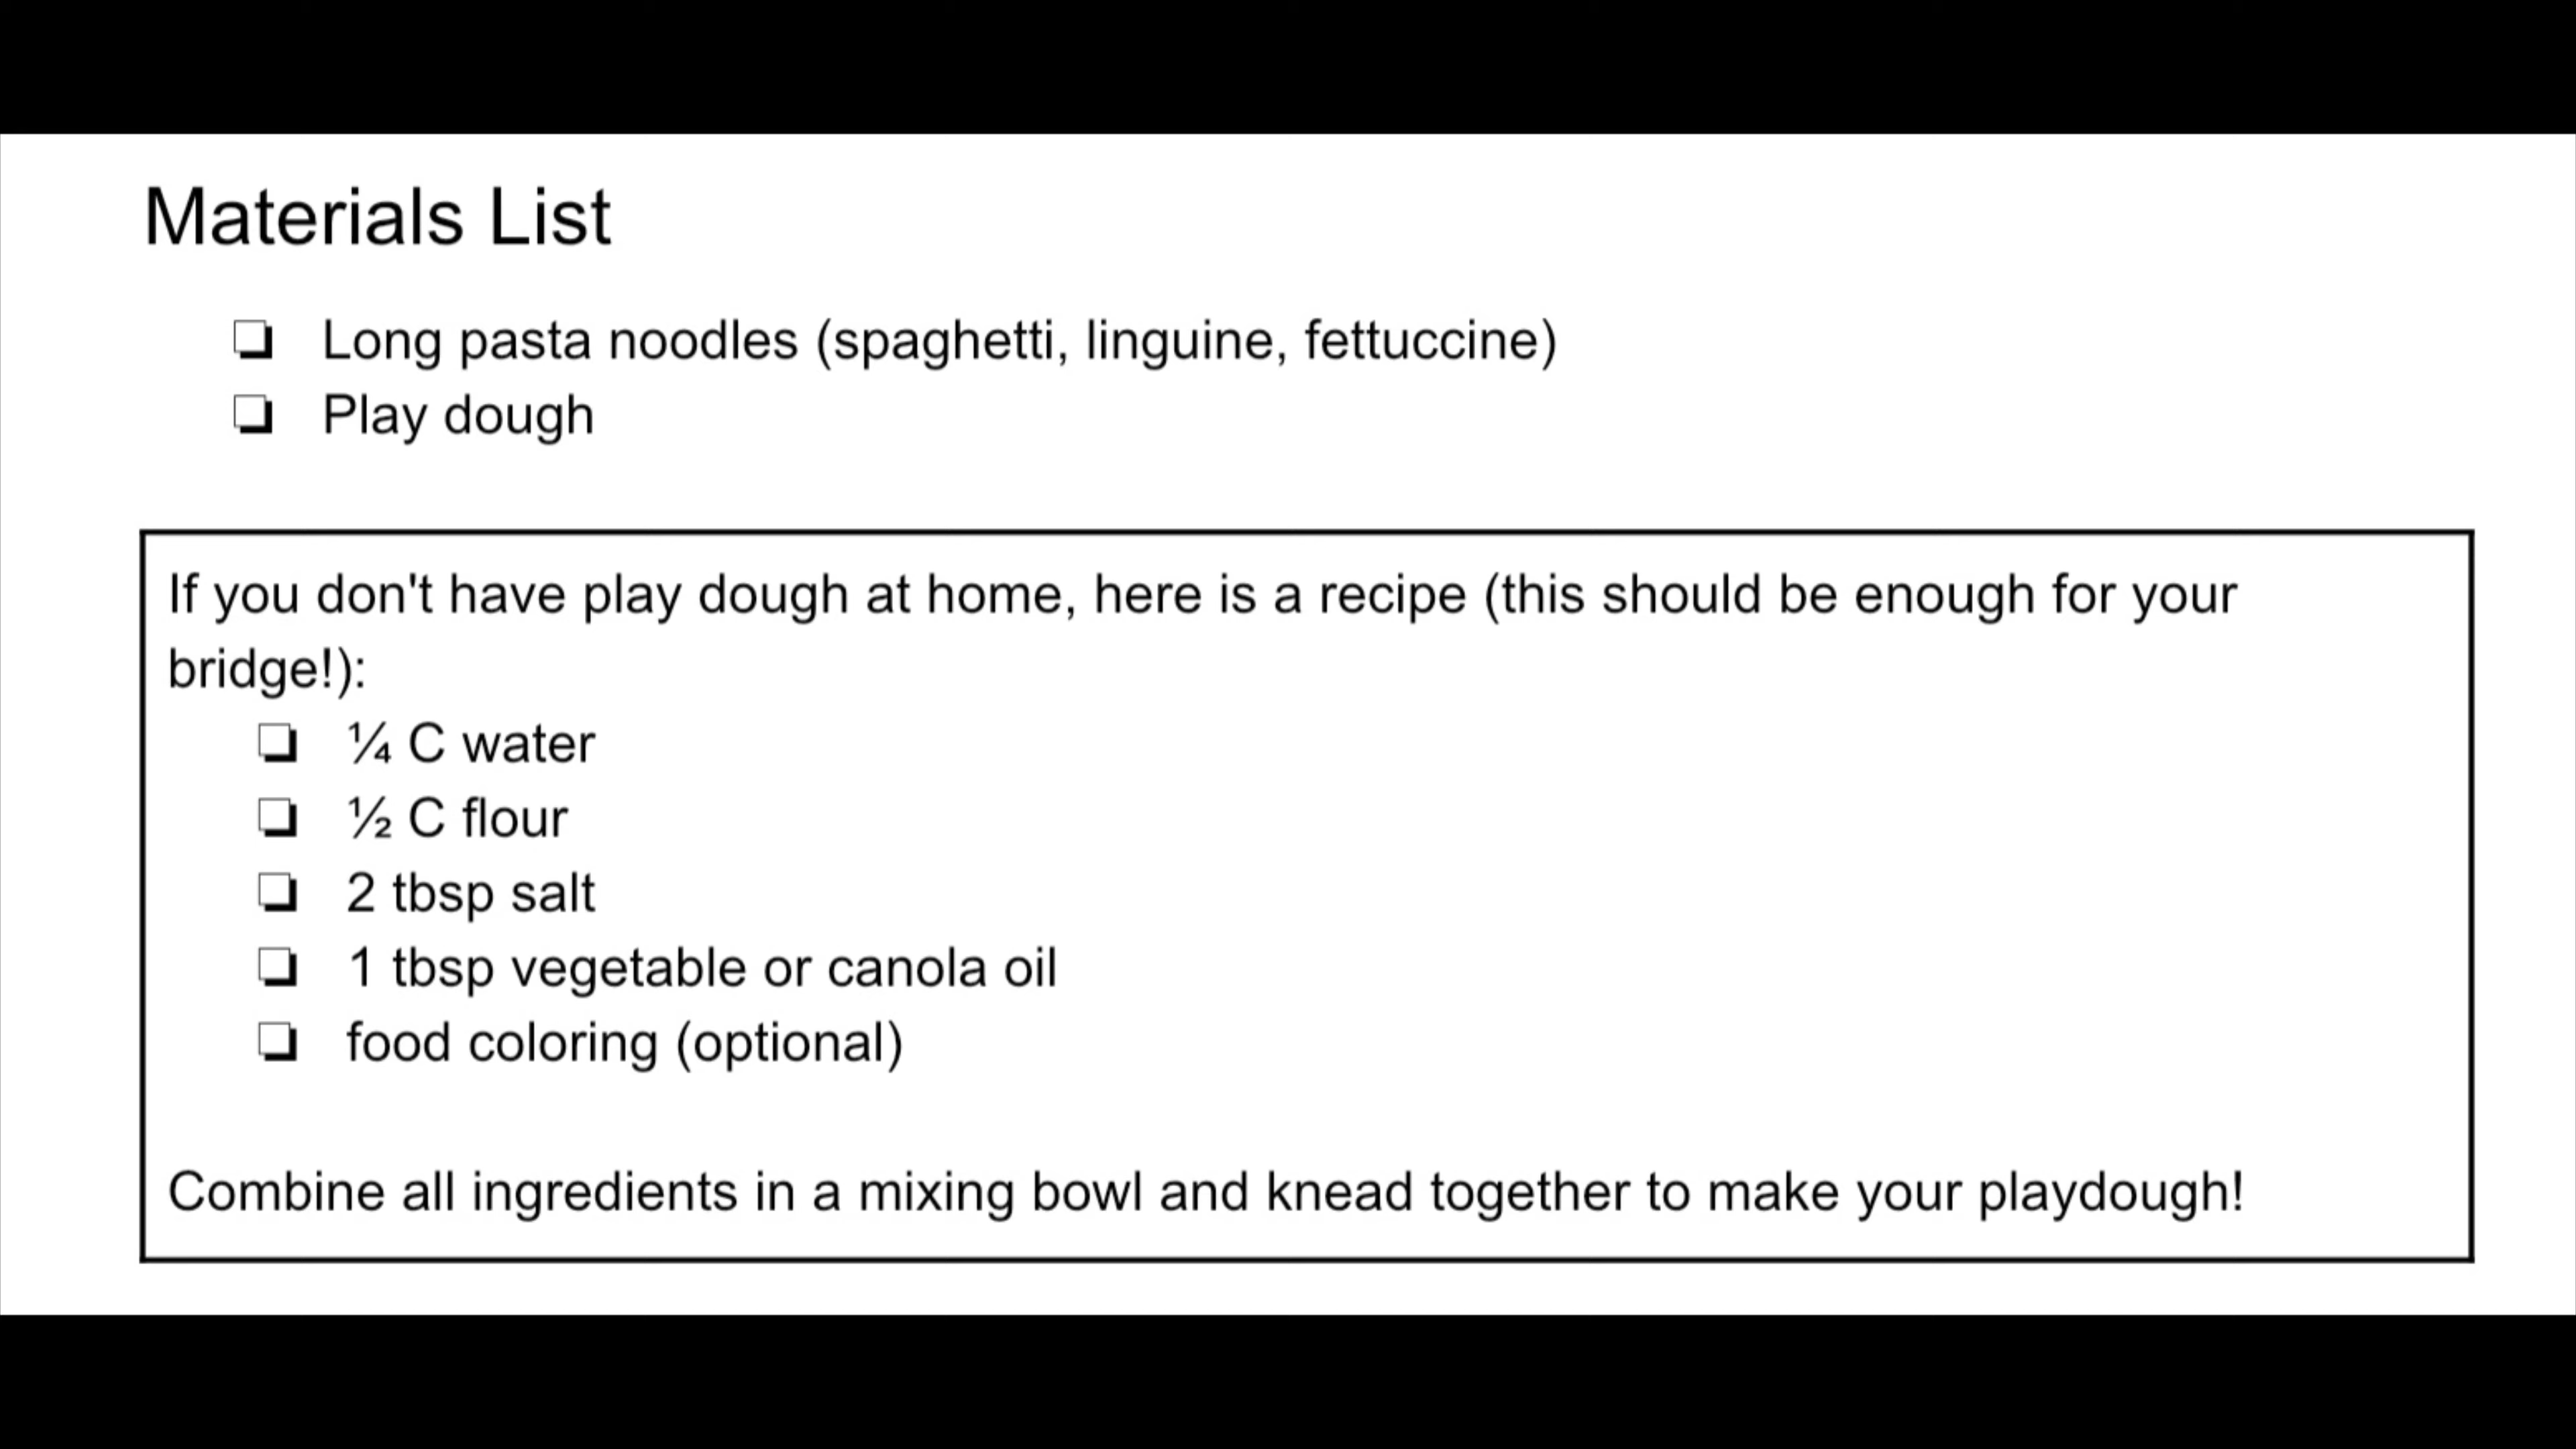 Materials List
❏ Long pasta noodles (spaghetti, linguine, fettuccine)
❏ Play dough
If you don't have play dough at home, here is a recipe (this should be enough for your
bridge!):
❏ ¼ C water
❏ ½ C flour
❏ 2 tbsp salt
❏ 1 tbsp vegetable or canola oil
❏ food coloring (optional)
Combine all ingredients in a mixing bowl and knead together to make your playdough!